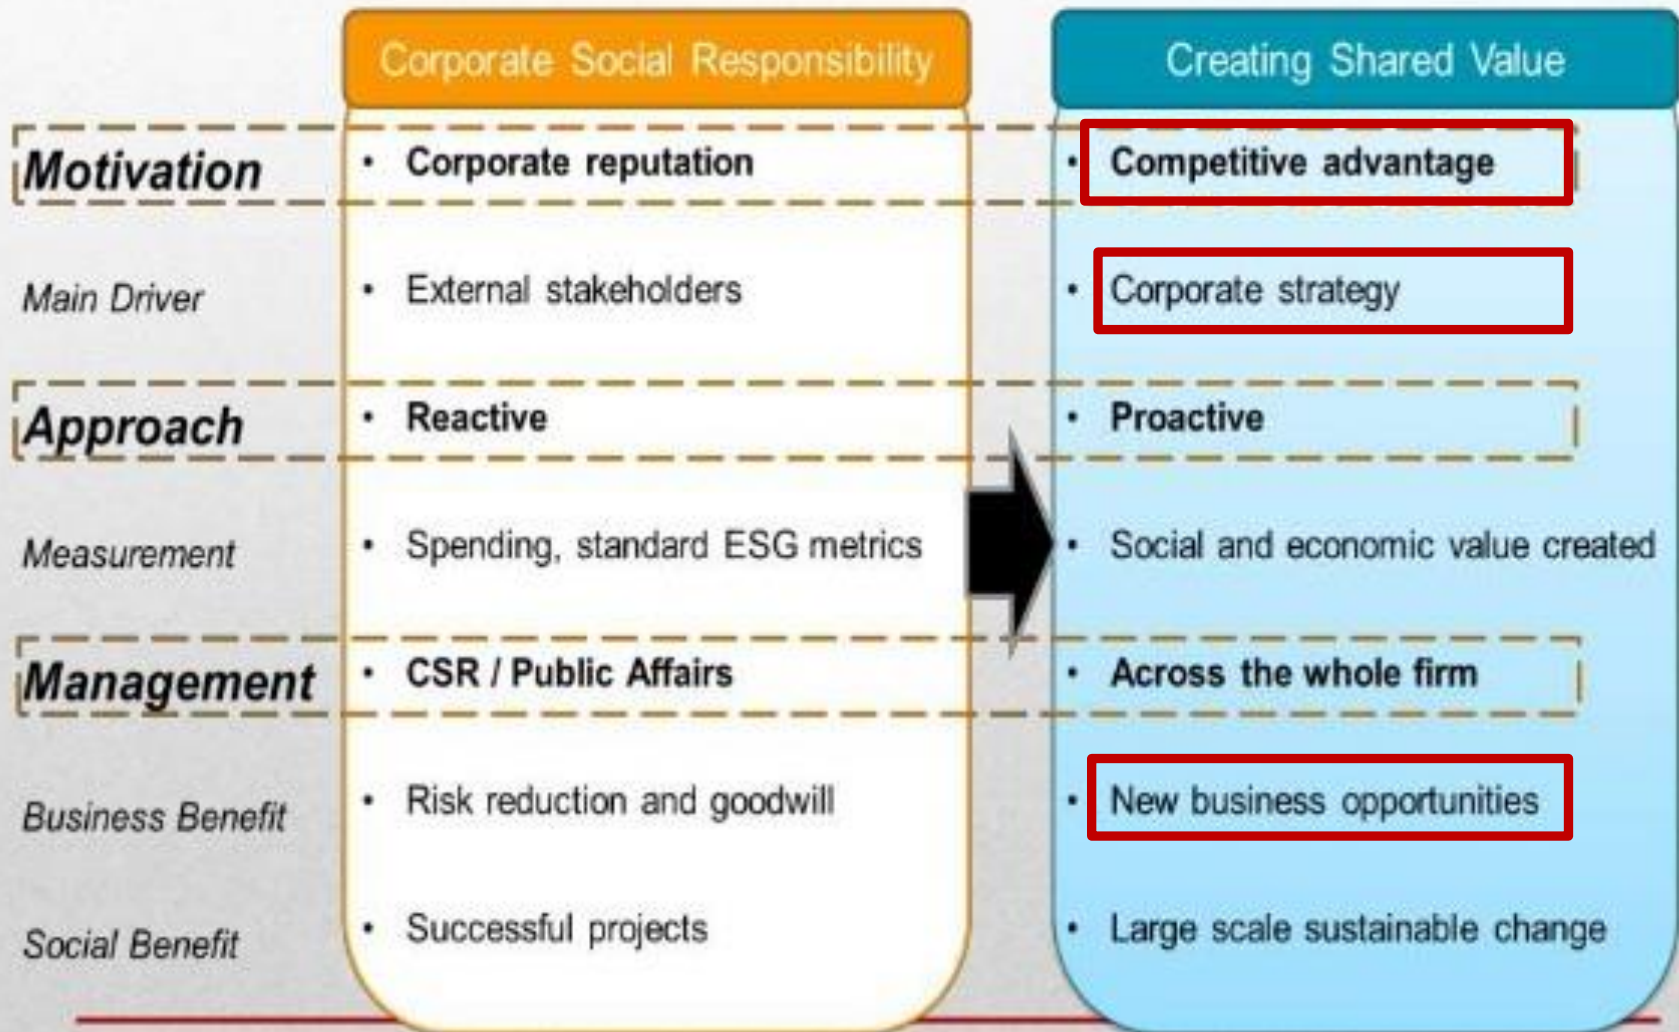 Corporate Social Responsibility Creating Shared Value
Motivation • Corporate reputation • Competitive advantage
Main Driver • External stakeholders • Corporate strategy
Approach • Reactive • Proactive
Measurement • Spending, standard ESG metrics • Social and economic value created
Management • CSR / Public Affairs • Across the whole firm
Business Benefit • Risk reduction and goodwill • New business opportunities
Social Benefit • Successful projects • Large scale sustainable change